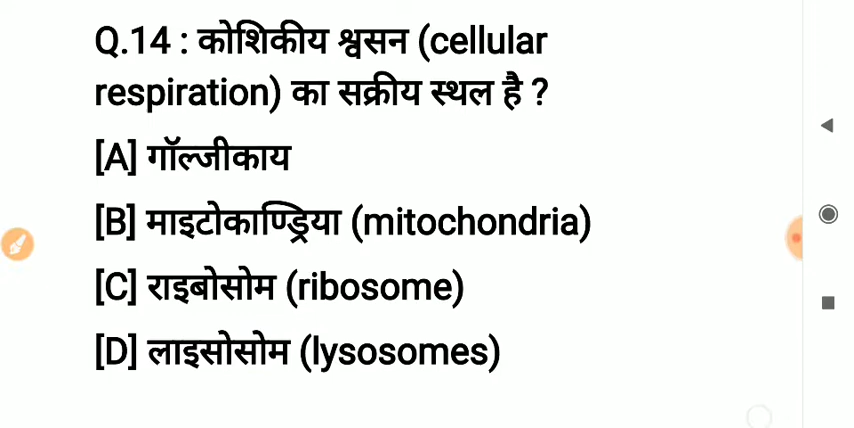 Q.14 : कोशिकीय श्वसन (cellular
respiration) का सक्रीय स्थल है ?
[A] गॉल्जीकाय
[B] माइटोकाण्ड्रिया (mitochondria)
[C] राइबोसोम (ribosome)
[D] लाइसोसोम (lysosomes)